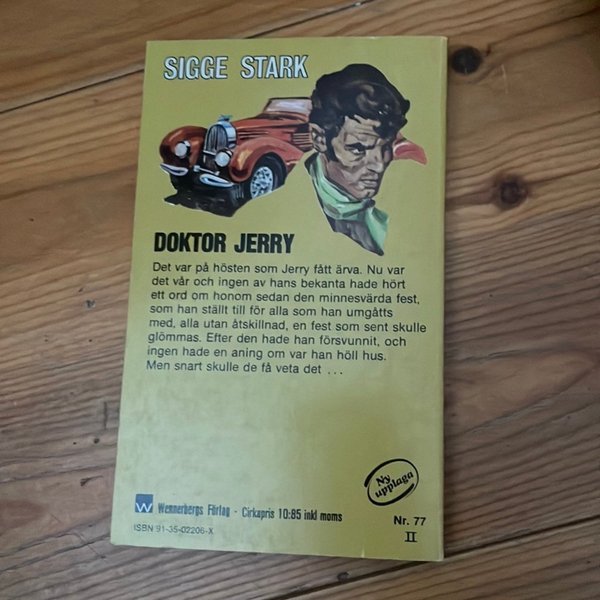 SIGGE STARK
DOKTOR JERRY
Det var på hösten som Jerry fått ärva. Nu var
det vår och ingen av hans bekanta hade hört
ett ord om honom sedan den minnesvärda fest,
som han ställt till för alla som han umgåtts
med, alla utan åtskillnad, en fest som sent skulle
glömmas. Efter den hade han försvunnit, och
ingen hade en aning om var han höll hus.
Men snart skulle de få veta det ...
Ny
upplaga
W Wennerbergs Förlag · Cirkapris 10:85 inkl moms
ISBN 91-35-02206-X
Nr. 77
II